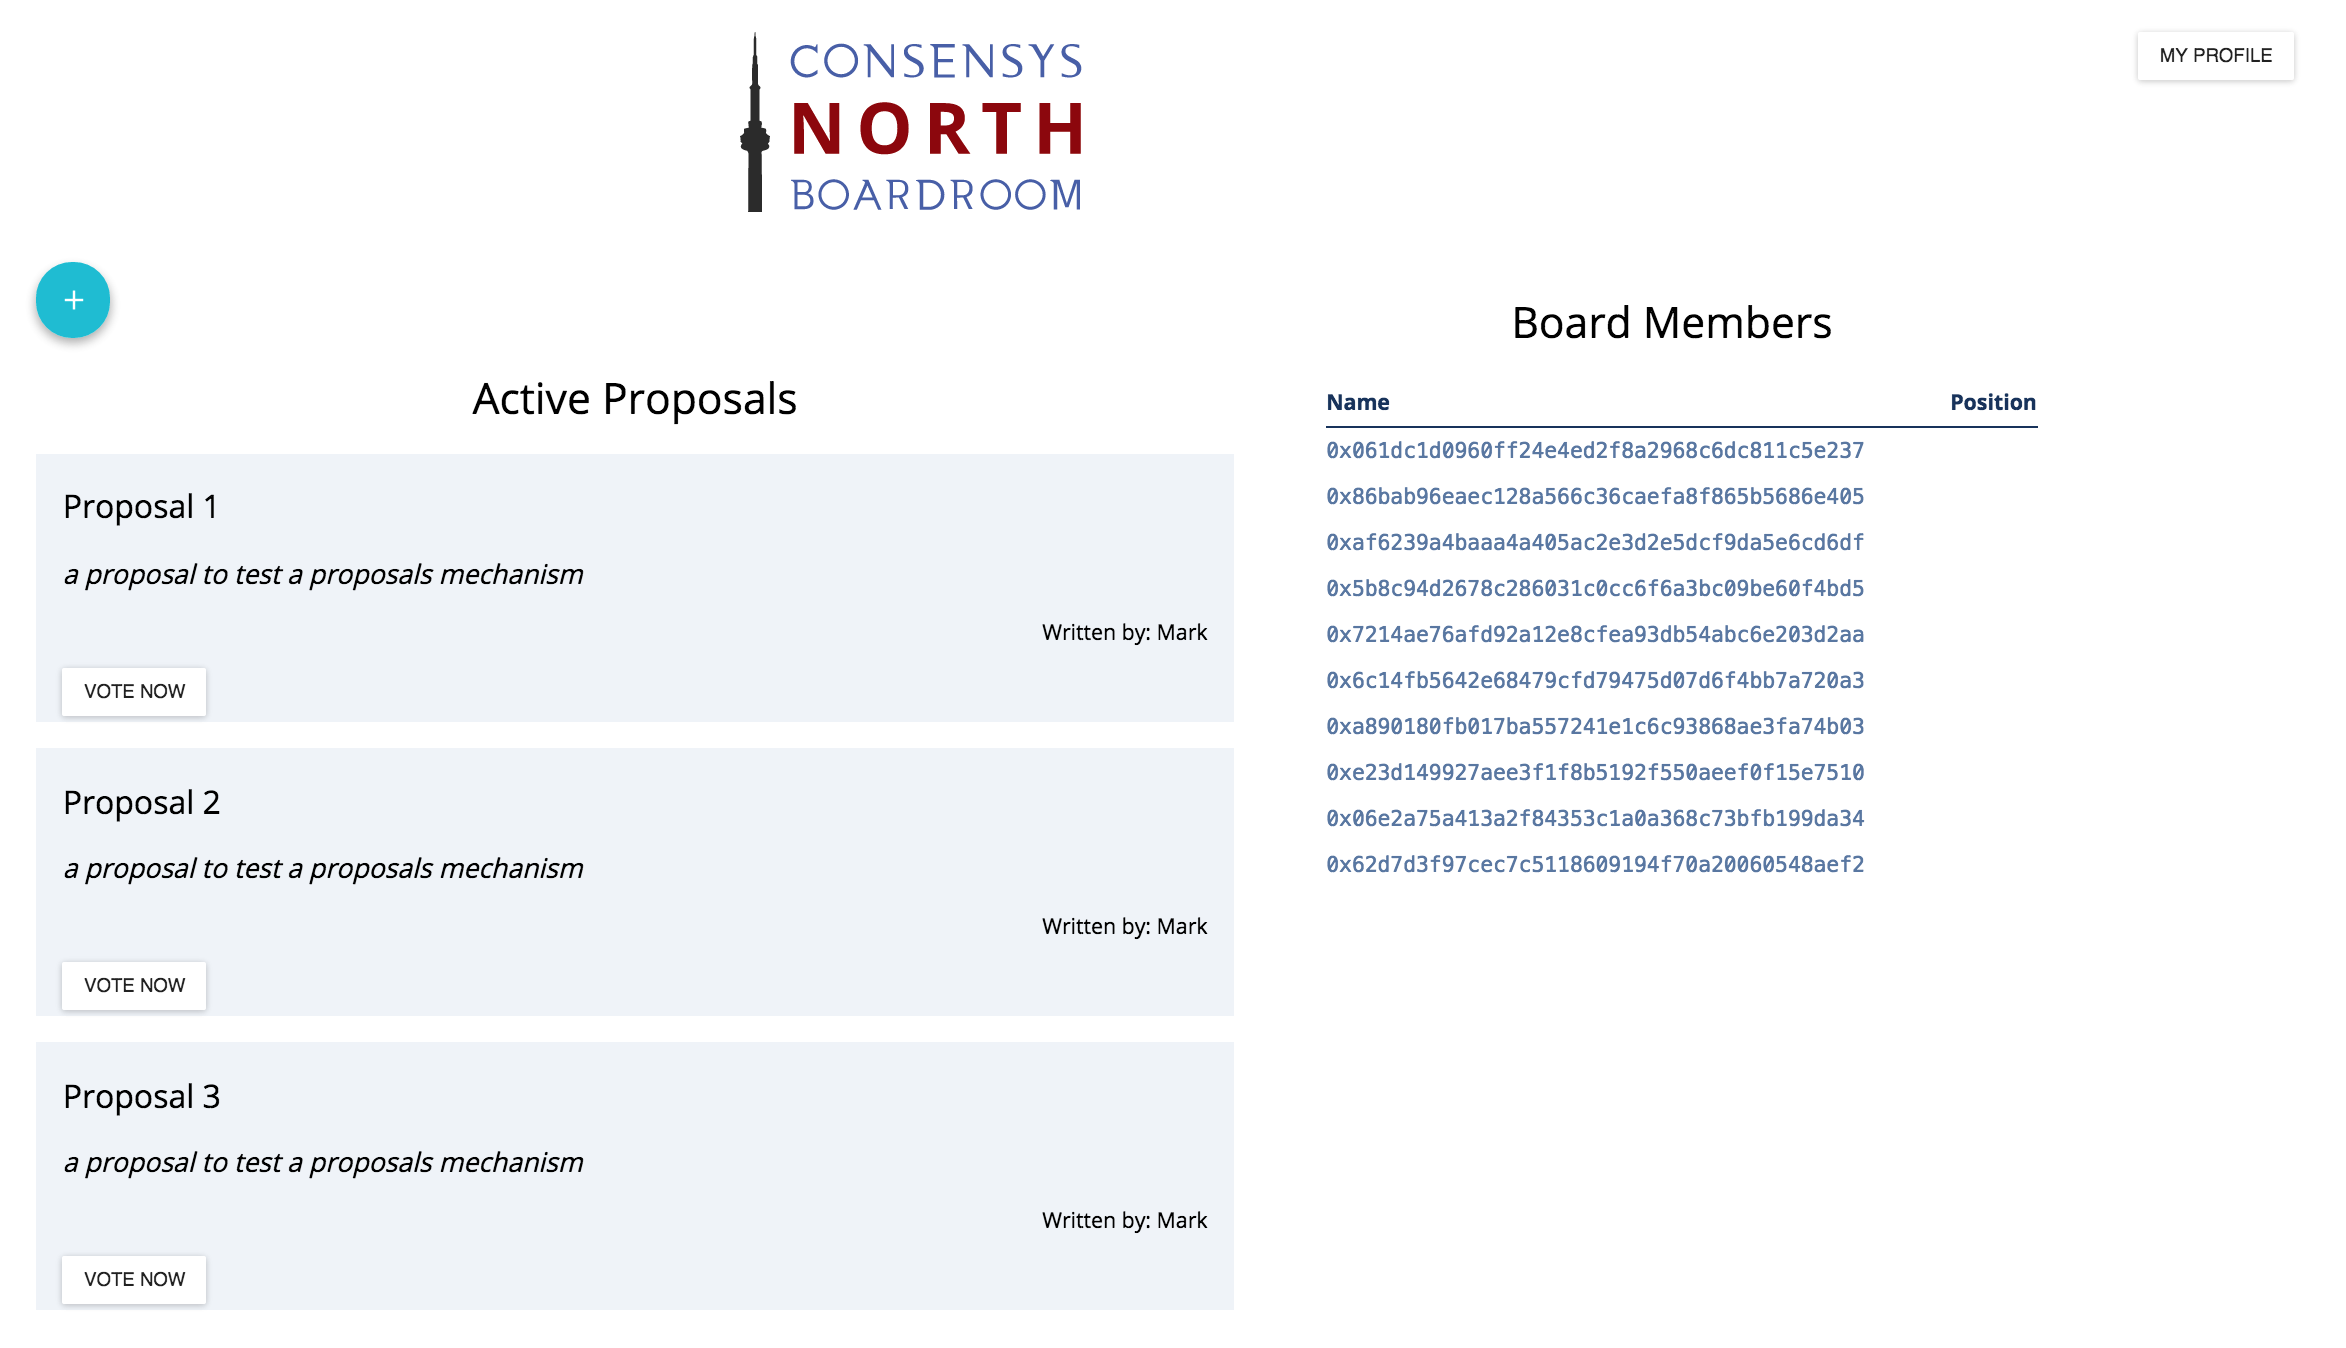 CONSENSYS
NORTH
BOARDROOM
MY PROFILE
+
Active Proposals
Proposal 1
a proposal to test a proposals mechanism
Written by: Mark
VOTE NOW
Proposal 2
a proposal to test a proposals mechanism
Written by: Mark
VOTE NOW
Proposal 3
a proposal to test a proposals mechanism
Written by: Mark
VOTE NOW
Board Members
Name Position
0x061dc1d0960ff24e4ed2f8a2968c6dc811c5e237
0x86bab96eaec128a566c36caefa8f865b5686e405
0xaf6239a4baaa4a405ac2e3d2e5dcf9da5e6cd6df
0x5b8c94d2678c286031c0cc6f6a3bc09be60f4bd5
0x7214ae76afd92a12e8cfea93db54abc6e203d2aa
0x6c14fb5642e68479cfd79475d07d6f4bb7a720a3
0xa890180fb017ba557241e1c6c93868ae3fa74b03
0xe23d149927aee3f1f8b5192f550aeef0f15e7510
0x06e2a75a413a2f84353c1a0a368c73bfb199da34
0x62d7d3f97cec7c5118609194f70a20060548aef2